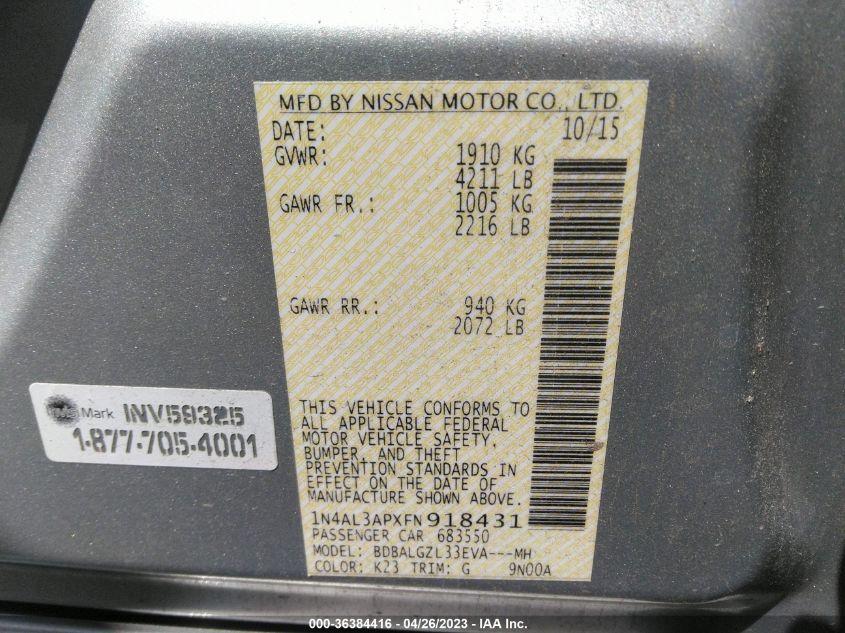 MFD BY NISSAN MOTOR CO., LTD.
DATE: 10/15
GVWR: 1910 KG
4211 LB
GAWR FR.: 1005 KG
2216 LB
GAWR RR.: 940 KG
2072 LB
THIS VEHICLE CONFORMS TO
ALL APPLICABLE FEDERAL
MOTOR VEHICLE SAFETY,
BUMPER, AND THEFT
PREVENTION STANDARDS IN
EFFECT ON THE DATE OF
MANUFACTURE SHOWN ABOVE.
1N4AL3APXFN918431
PASSENGER CAR 683550
MODEL: BDBALGZL33EVA---MH
COLOR: K23 TRIM: G 9N00A
Mark INV59325
1-877-705-4001
000-36384416 - 04/26/2023 - IAA Inc.